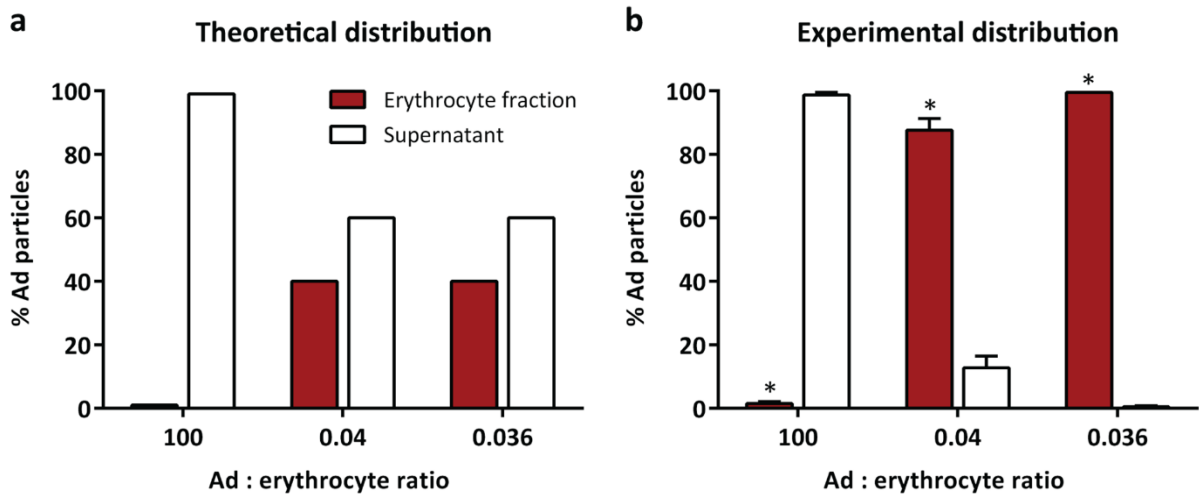 a
Theoretical distribution
% Ad particles
100
80
60
40
20
0
Erythrocyte fraction
Supernatant
100 0.04 0.036
Ad : erythrocyte ratio
b
Experimental distribution
% Ad particles
100
80
60
40
20
0
*
*
*
100 0.04 0.036
Ad : erythrocyte ratio